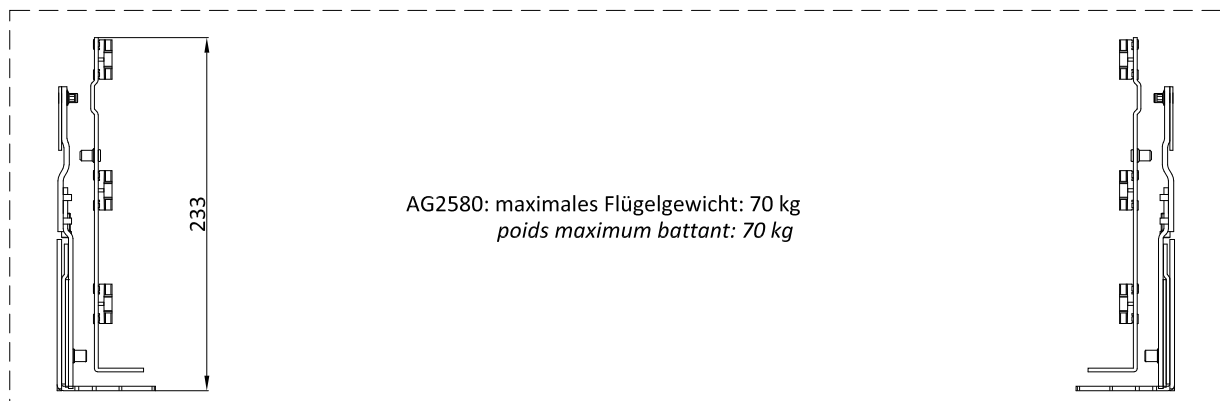 233
AG2580: maximales Flügelgewicht: 70 kg
poids maximum battant: 70 kg